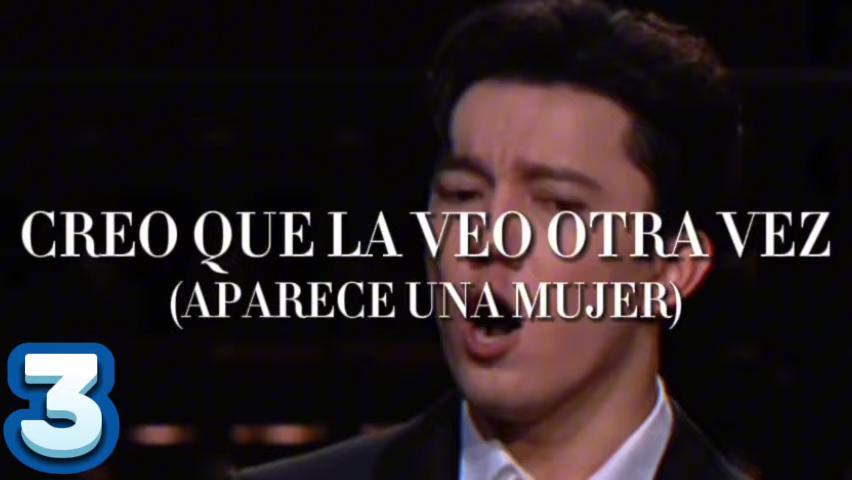 CREO QUE LA VEO OTRA VEZ
(APARECE UNA MUJER)
3